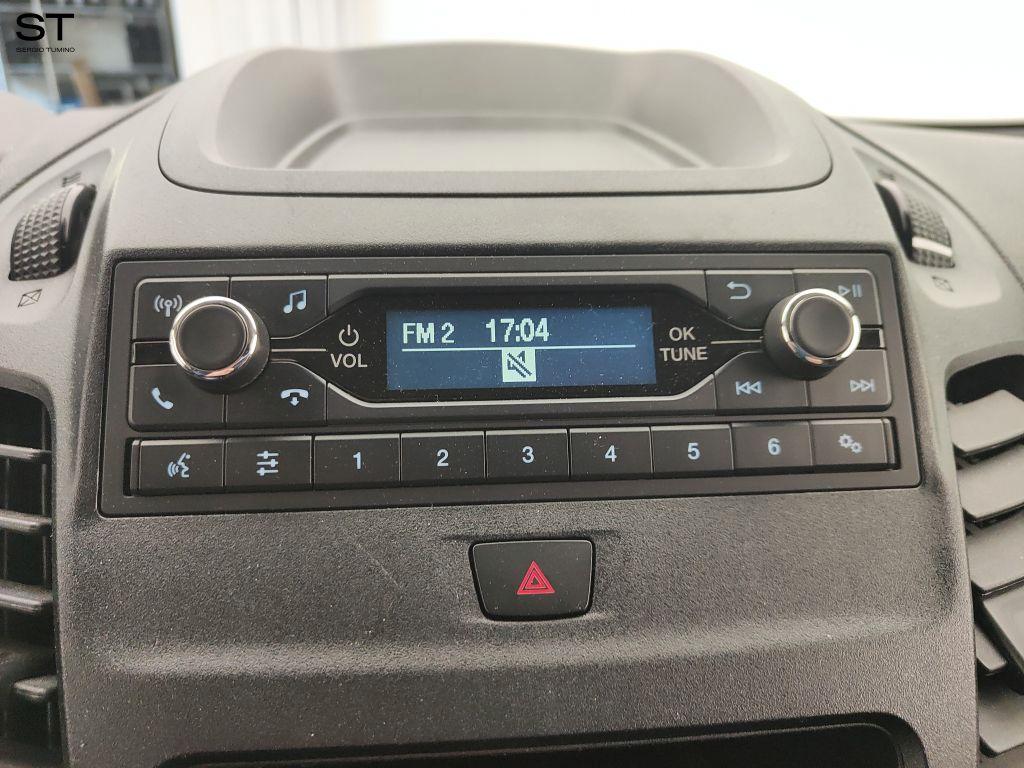 ST
SERGIO TUMINO
FM 2 17:04
VOL
OK
TUNE
1 2 3 4 5 6